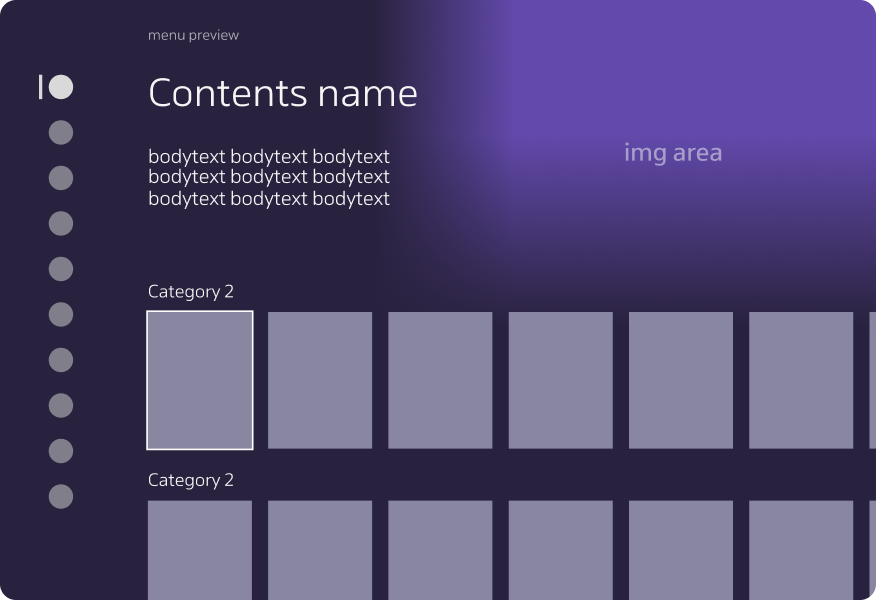 menu preview
Contents name
bodytext bodytext bodytext
bodytext bodytext bodytext
bodytext bodytext bodytext
img area
Category 2
Category 2